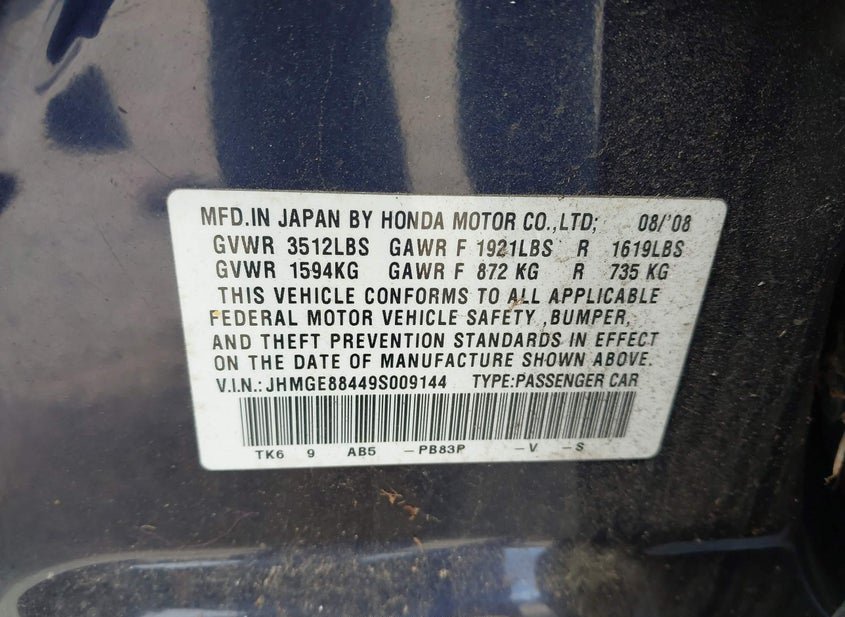 MFD.IN JAPAN BY HONDA MOTOR CO.,LTD; 08/'08
GVWR 3512LBS GAWR F 1921LBS R 1619LBS
GVWR 1594KG GAWR F 872 KG R 735 KG
THIS VEHICLE CONFORMS TO ALL APPLICABLE
FEDERAL MOTOR VEHICLE SAFETY ,BUMPER,
AND THEFT PREVENTION STANDARDS IN EFFECT
ON THE DATE OF MANUFACTURE SHOWN ABOVE.
V.I.N.:JHMGE88449S009144 TYPE:PASSENGER CAR
TK6 9 AB5 -PB83P -V -S